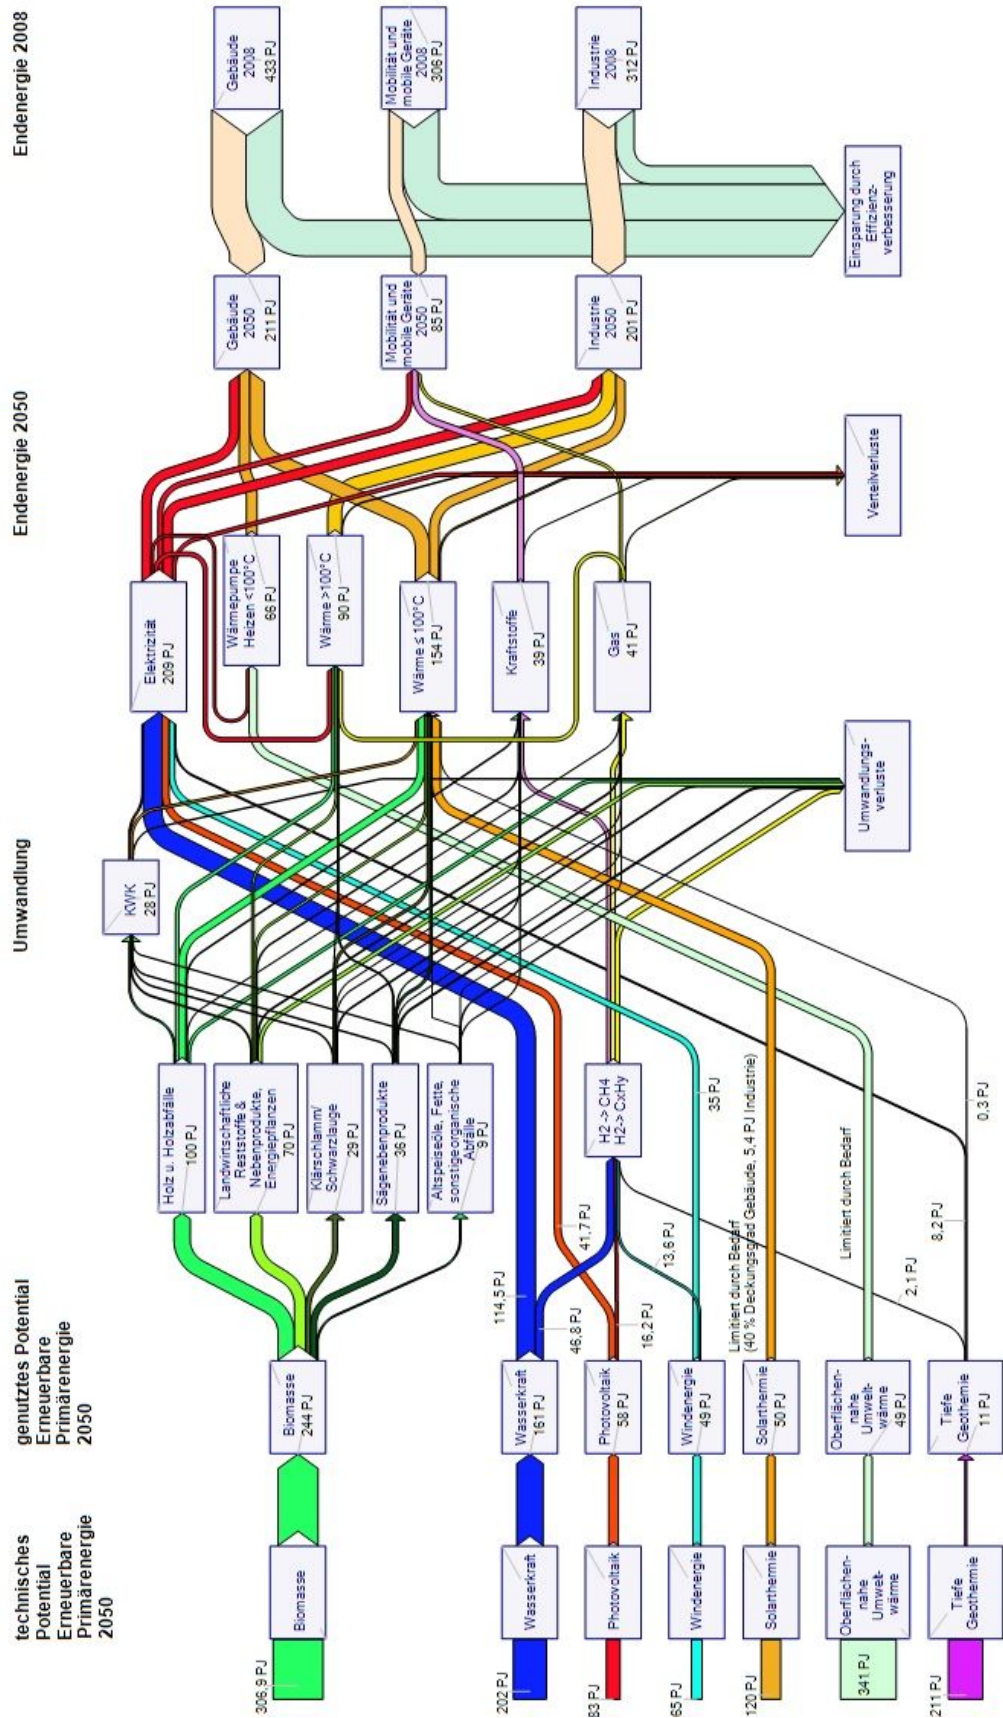 technisches
Potential
Erneuerbare
Primärenergie
2050
genutztes Potential
Erneuerbare
Primärenergie
2050
Umwandlung
Endenergie 2050
Endenergie 2008
306,9 PJ
Biomasse
202 PJ
Wasserkraft
83 PJ
Photovoltaik
65 PJ
Windenergie
120 PJ
Solarthermie
341 PJ
Oberflächen-
nahe
Umwelt-
wärme
211 PJ
Tiefe
Geothermie
Biomasse
244 PJ
Wasserkraft
161 PJ
Photovoltaik
58 PJ
Windenergie
49 PJ
Solarthermie
50 PJ
Oberflächen-
nahe
Umwelt-
wärme
49 PJ
Tiefe
Geothermie
11 PJ
114,5 PJ
46,8 PJ
41,7 PJ
16,2 PJ
13,6 PJ
35 PJ
Limitiert durch Bedarf
(40 % Deckungsgrad Gebäude, 5,4 PJ Industrie)
Limitiert durch Bedarf
2,1 PJ
8,2 PJ
0,3 PJ
Holz u. Holzabfälle
100 PJ
Landwirtschaftliche
Reststoffe &
Nebenprodukte,
Energiepflanzen
70 PJ
Klärschlamm/
Schwarzlauge
29 PJ
Sägenebenprodukte
36 PJ
Altspeiseöle, Fette,
sonstigeorganische
Abfälle
9 PJ
H2 -> CH4
H2-> CxHy
KWK
28 PJ
Umwandlungs-
verluste
Elektrizität
209 PJ
Wärmepumpe
Heizen <100°C
66 PJ
Wärme >100°C
90 PJ
Wärme ≤ 100°C
154 PJ
Kraftstoffe
39 PJ
Gas
41 PJ
Verteilverluste
Gebäude
2050
211 PJ
Mobilität und
mobile Geräte
2050
85 PJ
Industrie
2050
201 PJ
Einsparung durch
Effizienz-
verbesserung
Gebäude
2008
433 PJ
Mobilität und
mobile Geräte
2008
306 PJ
Industrie
2008
312 PJ